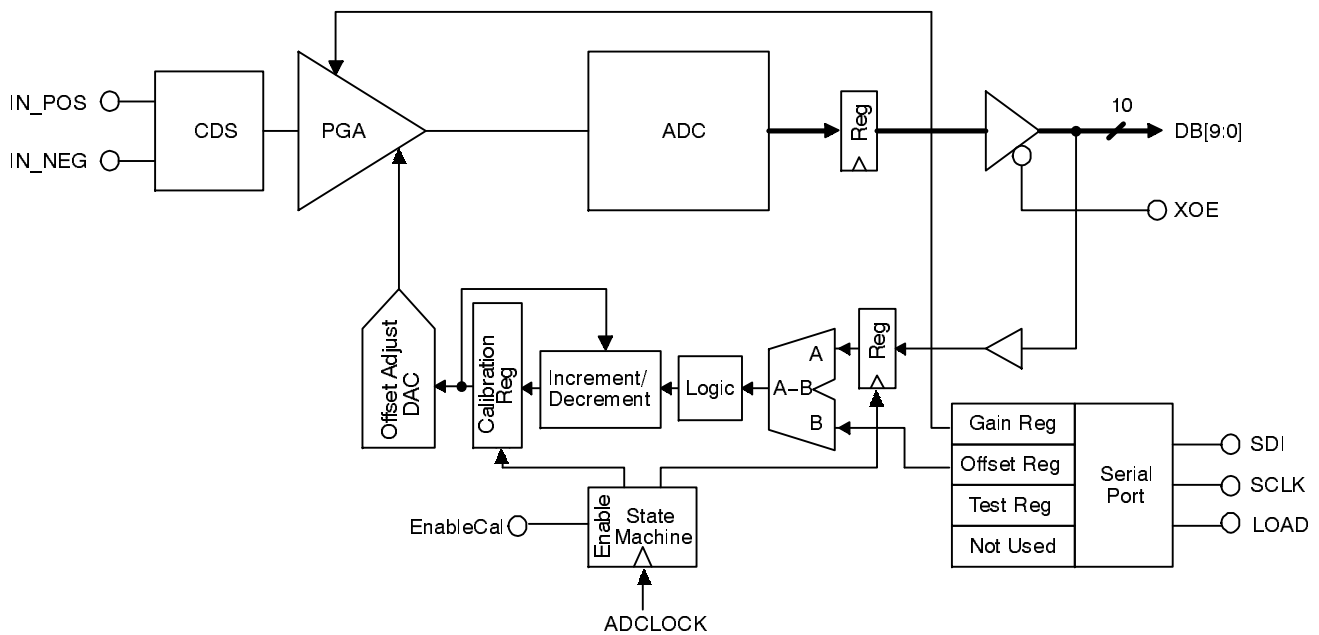 10
IN_POS
CDS
PGA
ADC
Reg
DB[9:0]
IN_NEG
XOE
Offset Adjust
DAC
Calibration
Reg
Increment/
Decrement
Logic
A
A–B
B
Reg
Gain Reg
Offset Reg
Test Reg
Not Used
Serial
Port
SDI
SCLK
LOAD
EnableCal
Enable
State
Machine
ADCLOCK